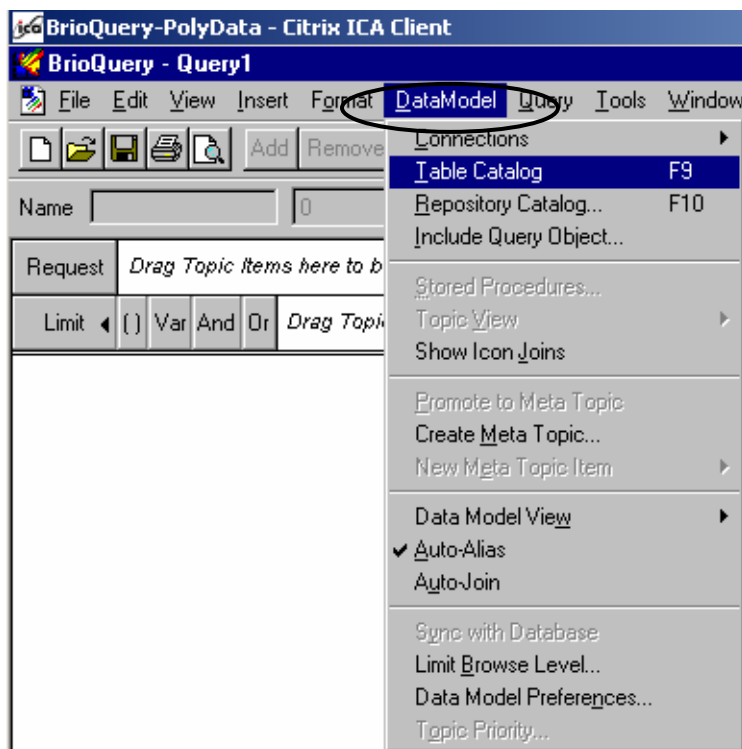 BrioQuery-PolyData - Citrix ICA Client
BrioQuery - Query1
File Edit View Insert Format DataModel Query Tools Window
Add Remove
Name 0
Request Drag Topic Items here to b
Limit ( ) Var And Or Drag Topi
Connections
Table Catalog F9
Repository Catalog... F10
Include Query Object...
Stored Procedures...
Topic View
Show Icon Joins
Promote to Meta Topic
Create Meta Topic...
New Meta Topic Item
Data Model View
Auto-Alias
Auto-Join
Sync with Database
Limit Browse Level...
Data Model Preferences...
Topic Priority...